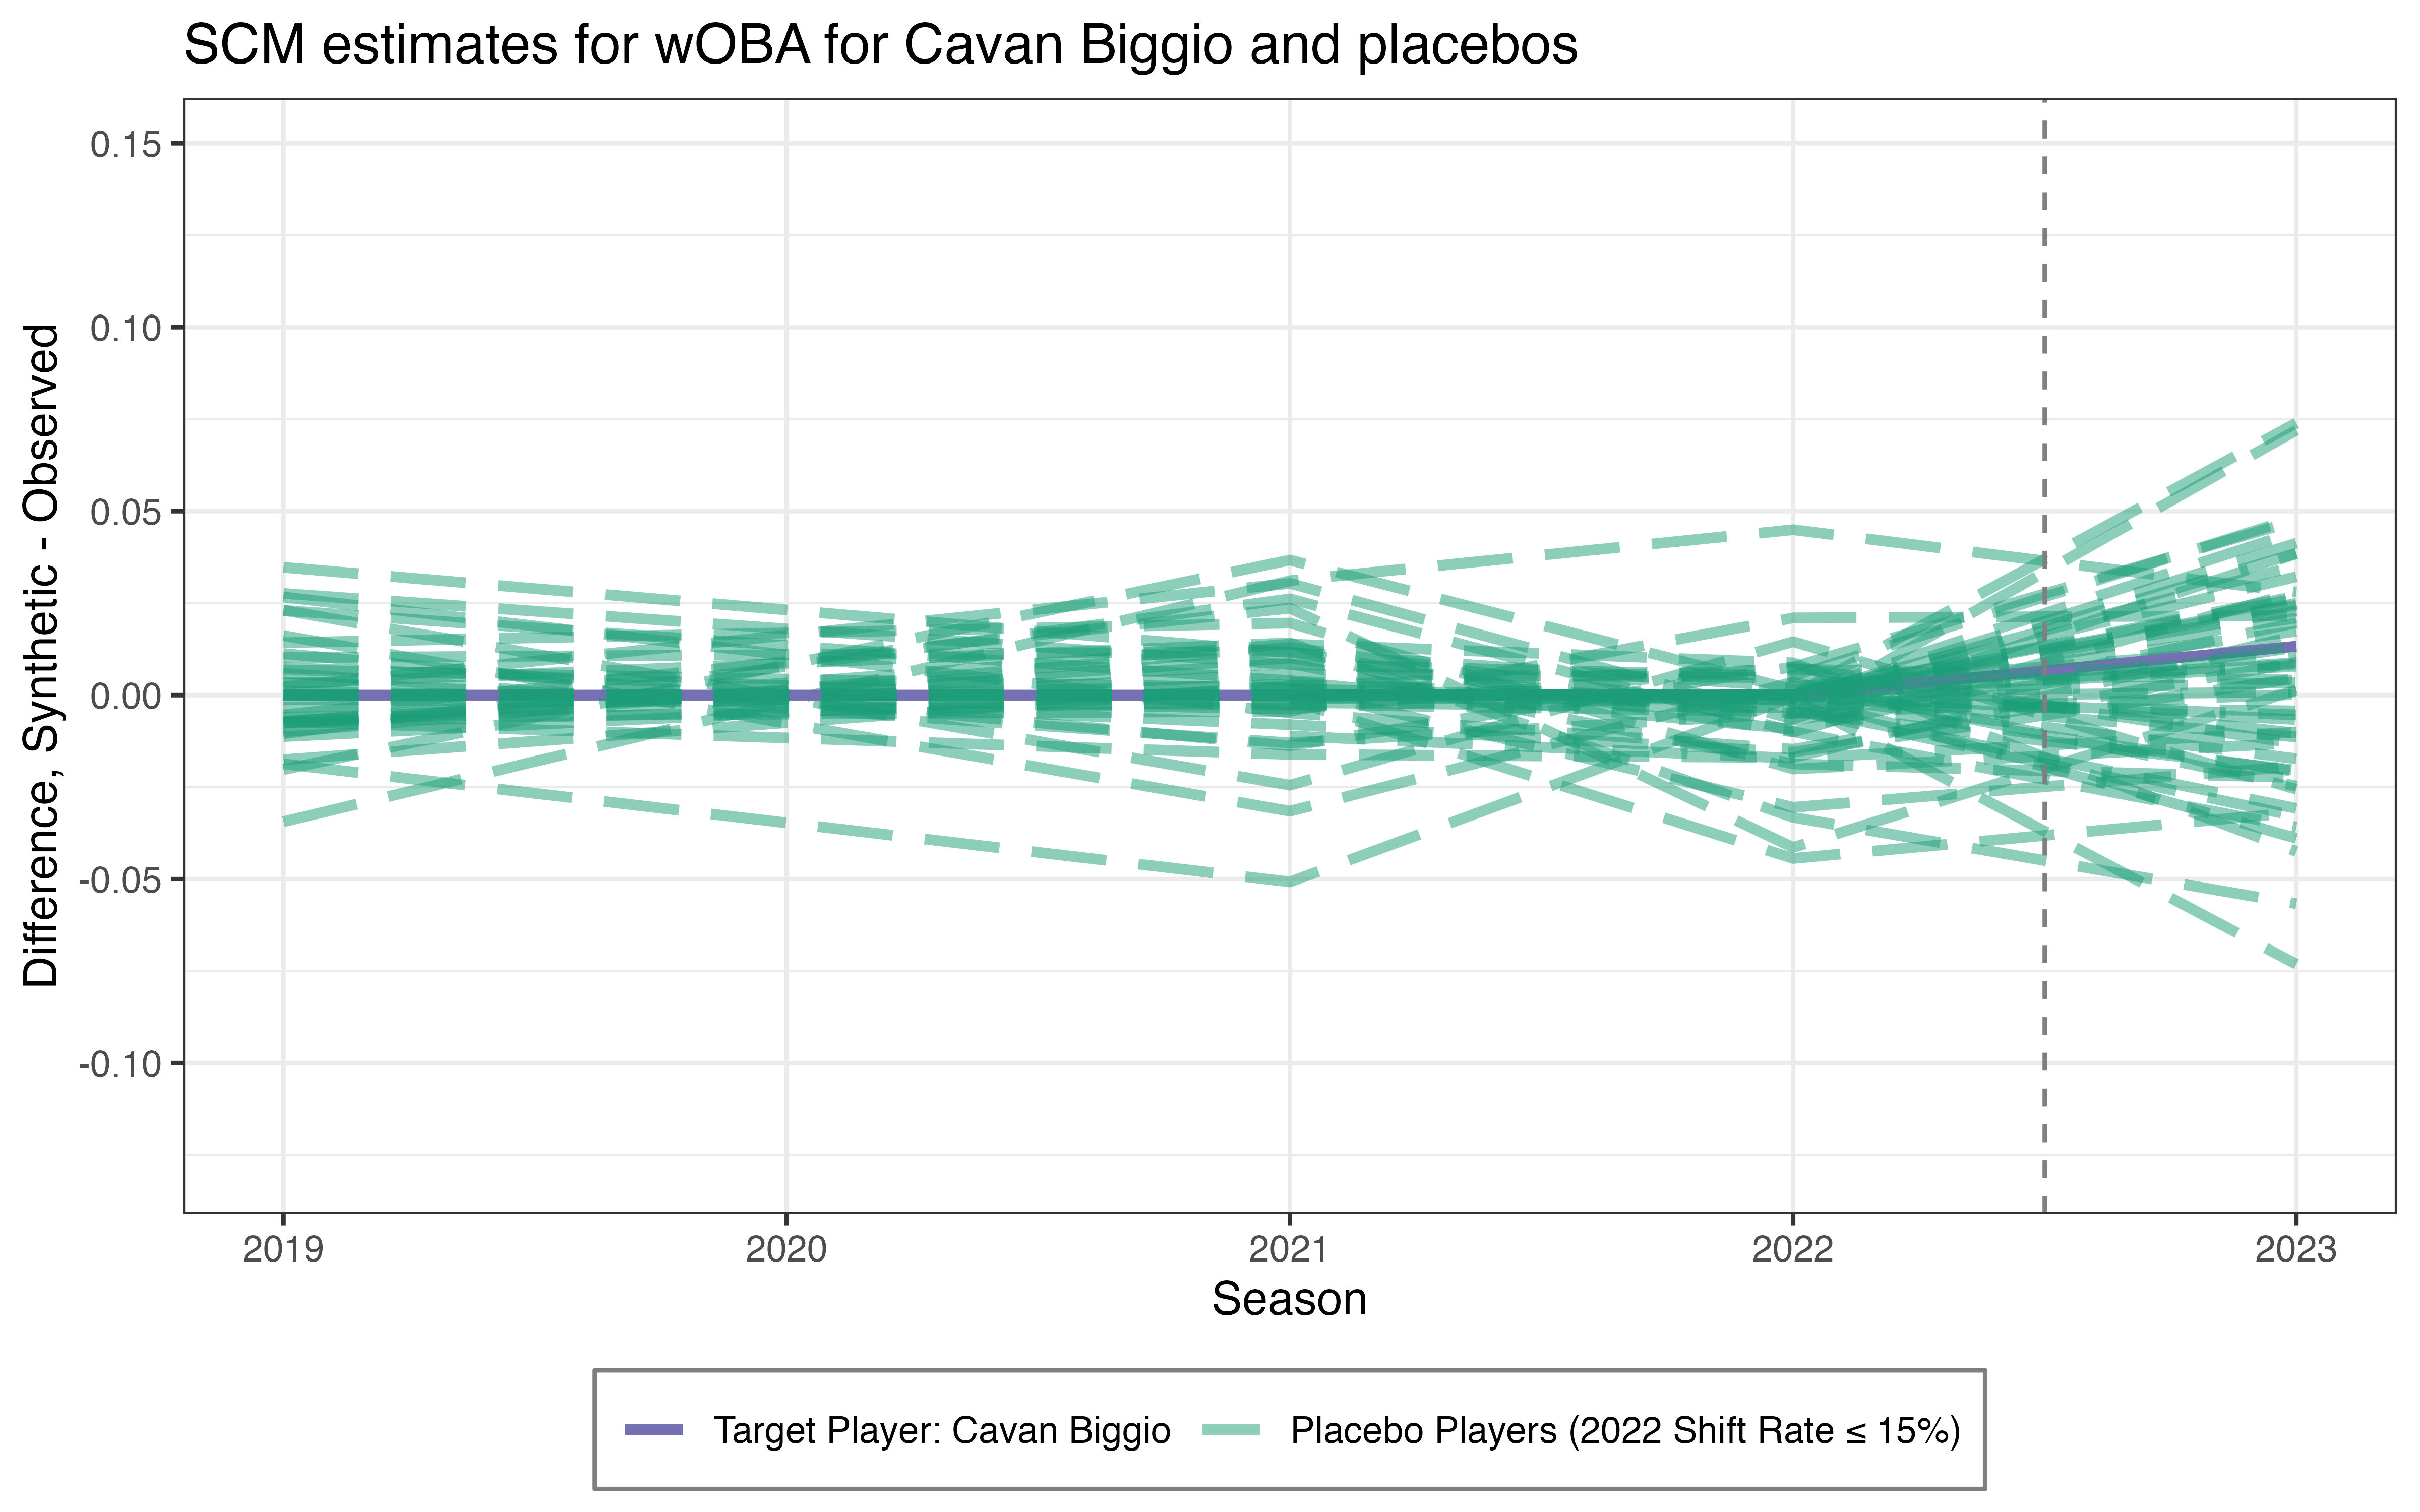 SCM estimates for wOBA for Cavan Biggio and placebos
Difference, Synthetic - Observed
0.15
0.10
0.05
0.00
-0.05
-0.10
2019 2020 2021 2022 2023
Season
Target Player: Cavan Biggio Placebo Players (2022 Shift Rate ≤ 15%)